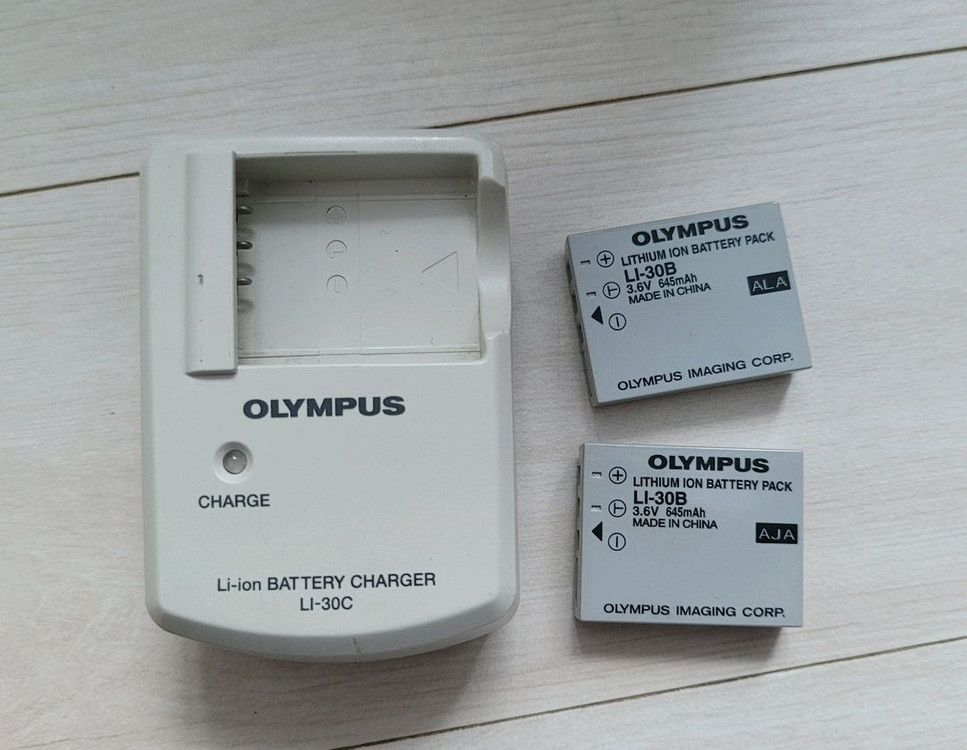 OLYMPUS
CHARGE
Li-ion BATTERY CHARGER
LI-30C
OLYMPUS
LITHIUM ION BATTERY PACK
LI-30B
3.6V 645mAh
MADE IN CHINA
ALA
OLYMPUS IMAGING CORP.
OLYMPUS
LITHIUM ION BATTERY PACK
LI-30B
3.6V 645mAh
MADE IN CHINA
AJA
OLYMPUS IMAGING CORP.